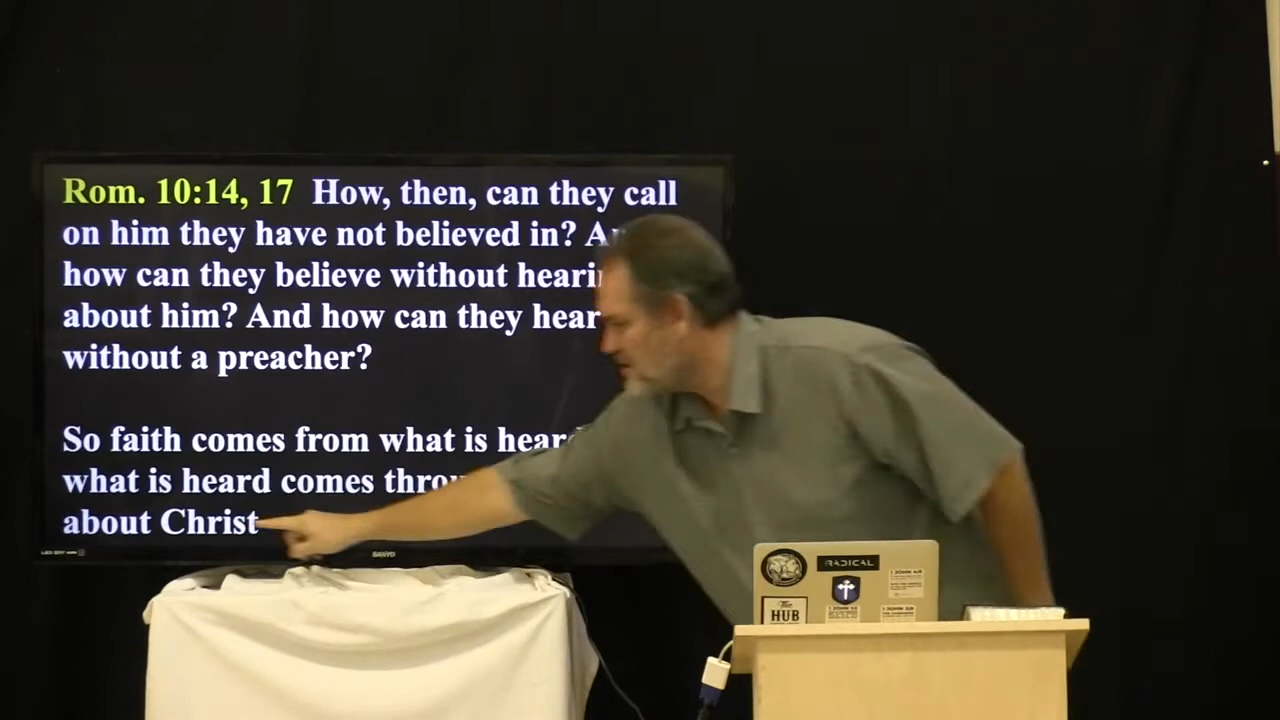 Rom. 10:14, 17 How, then, can they call
on him they have not believed in?
how can they believe without
about him? And how can they hear
without a preacher?
So faith comes from what is
what is heard comes
about Christ
SANYO
RADICAL
The
HUB